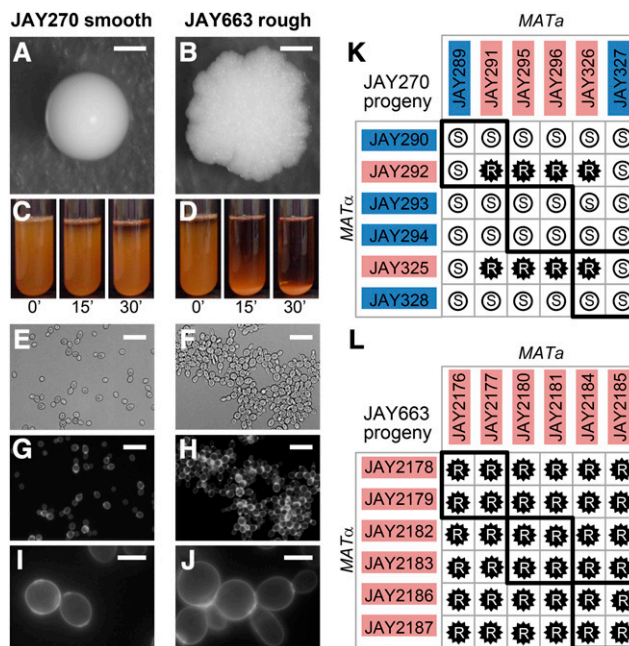 JAY270 smooth JAY663 rough
A B
C D
0' 15' 30' 0' 15' 30'
E F
G H
I J
K
MATa
JAY270 progeny
JAY289 JAY291 JAY295 JAY296 JAY326 JAY327
MATα
JAY290 S S S S S S
JAY292 S R R R R S
JAY293 S S S S S S
JAY294 S S S S S S
JAY325 S R R R R S
JAY328 S S S S S S
L
MATa
JAY663 progeny
JAY2176 JAY2177 JAY2180 JAY2181 JAY2184 JAY2185
MATα
JAY2178 R R R R R R
JAY2179 R R R R R R
JAY2182 R R R R R R
JAY2183 R R R R R R
JAY2186 R R R R R R
JAY2187 R R R R R R